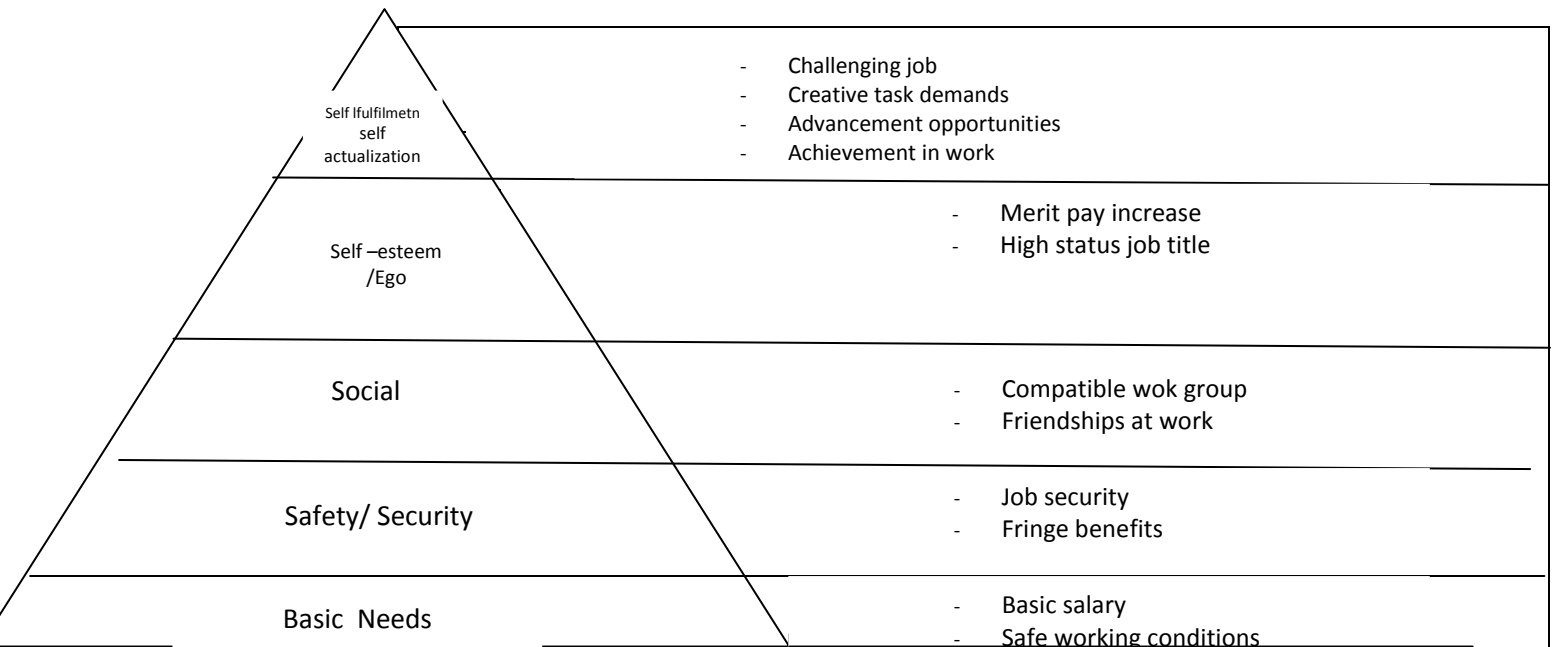 Self lfulfilmetn
self
actualization
- Challenging job
- Creative task demands
- Advancement opportunities
- Achievement in work
Self –esteem
/Ego
- Merit pay increase
- High status job title
Social
- Compatible wok group
- Friendships at work
Safety/ Security
- Job security
- Fringe benefits
Basic Needs
- Basic salary
- Safe working conditions